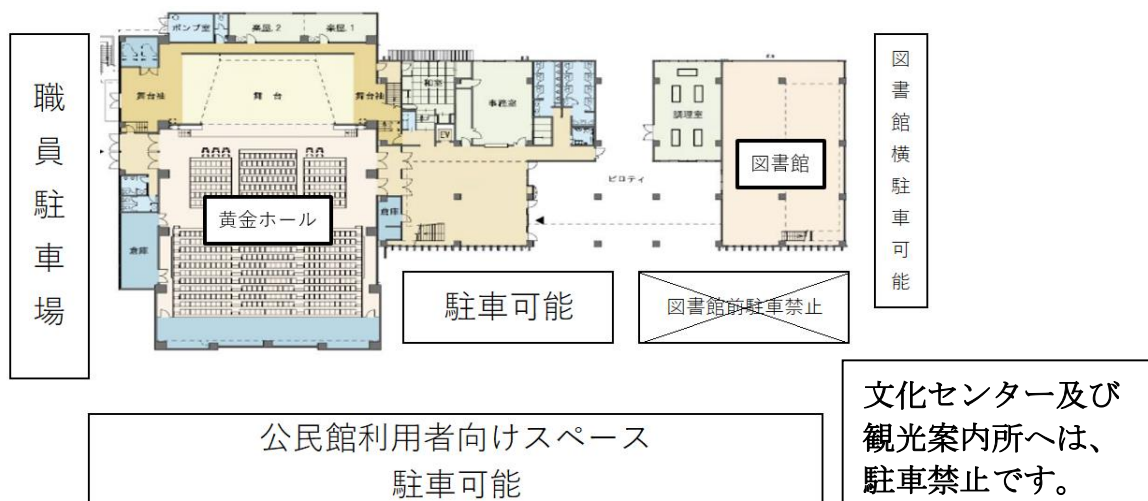 ポンプ室
楽屋.2
楽屋.1
職員駐車場
舞台袖
舞台
舞台袖
和室
事務室
EV
調理室
図書館
図書館横駐車可能
ピロティ
黄金ホール
倉庫
倉庫
駐車可能
図書館前駐車禁止
公民館利用者向けスペース
駐車可能
文化センター及び
観光案内所へは、
駐車禁止です。